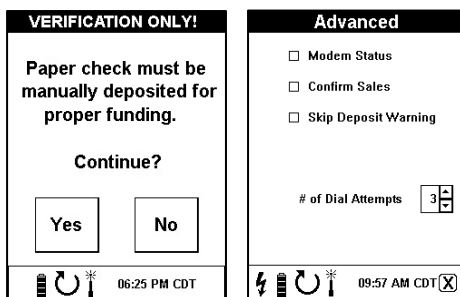 VERIFICATION ONLY!
Paper check must be
manually deposited for
proper funding.
Continue?
Yes
No
06:25 PM CDT
Advanced
Modem Status
Confirm Sales
Skip Deposit Warning
# of Dial Attempts 3
09:57 AM CDT X